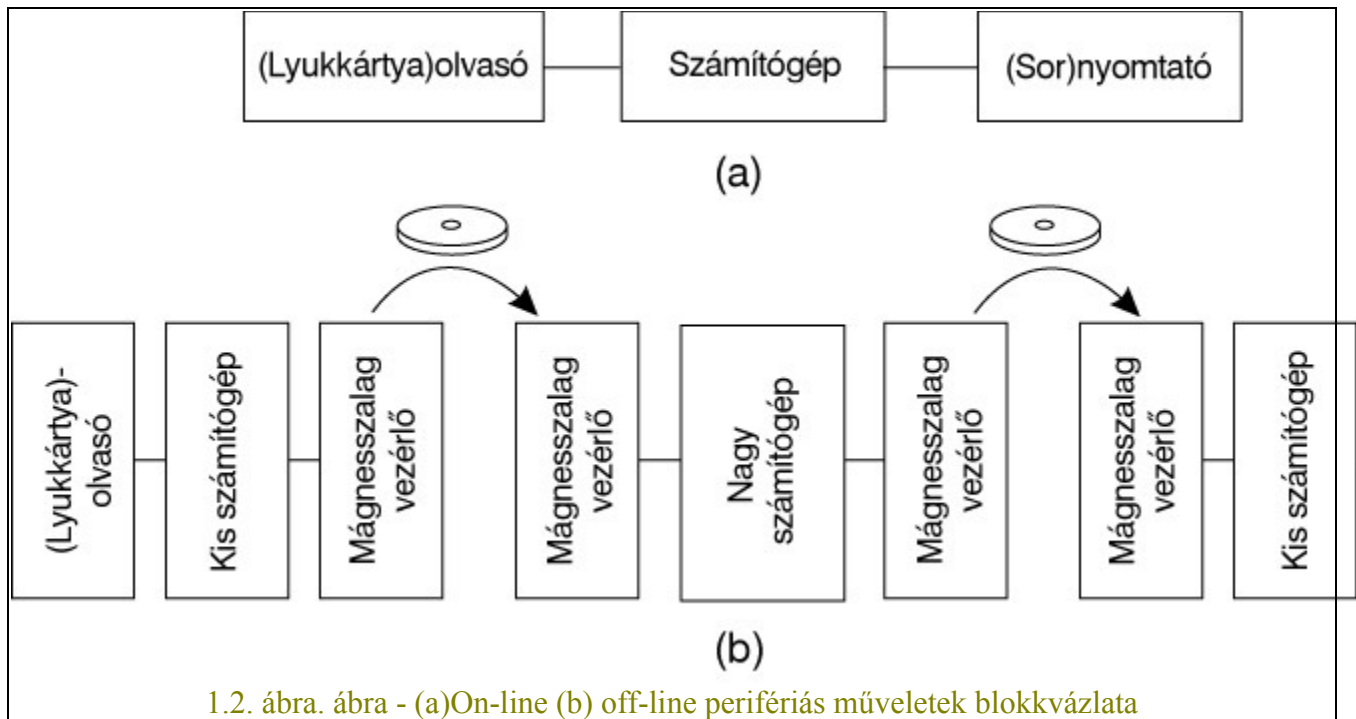 (Lyukkártya)olvasó
Számítógép
(Sor)nyomtató
(a)
(Lyukkártya)-
olvasó
Kis számítógép
Mágnesszalag
vezérlő
Mágnesszalag
vezérlő
Nagy
számítógép
Mágnesszalag
vezérlő
Mágnesszalag
vezérlő
Kis számítógép
(b)
1.2. ábra. ábra - (a)On-line (b) off-line perifériás műveletek blokkvázlata